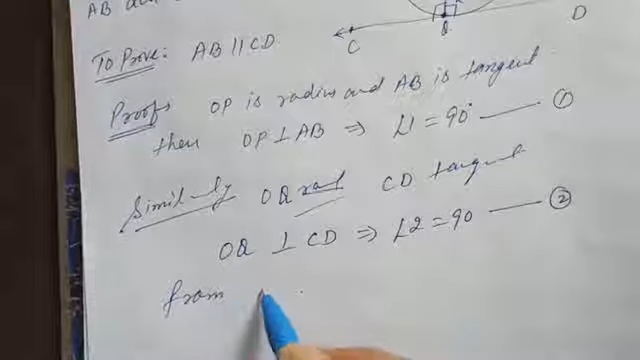 AB
To Prove: AB || CD
C
Q
D
Proof: OP is radius and AB is tangent
then OP ⊥ AB ⇒ ∠1 = 90° —— ①
Similarly OQ rad CD tangent
OQ ⊥ CD ⇒ ∠2 = 90 —— ②
from